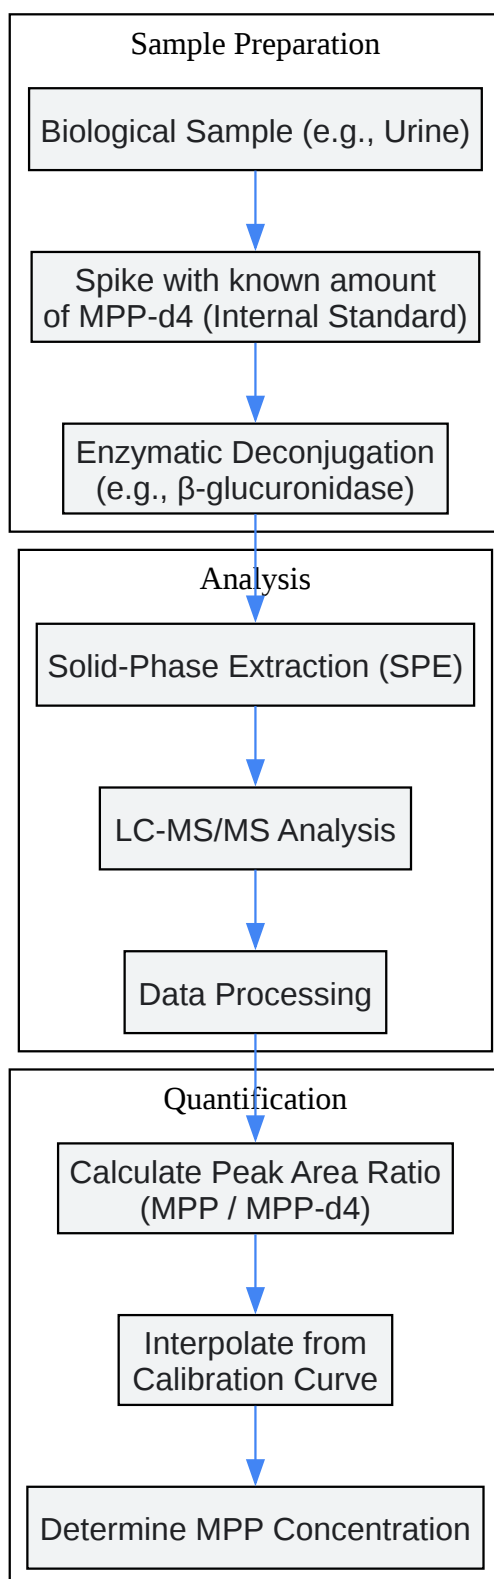 Sample Preparation
Biological Sample (e.g., Urine)
Spike with known amount
of MPP-d4 (Internal Standard)
Enzymatic Deconjugation
(e.g., β-glucuronidase)
Analysis
Solid-Phase Extraction (SPE)
LC-MS/MS Analysis
Data Processing
Quantification
Calculate Peak Area Ratio
(MPP / MPP-d4)
Interpolate from
Calibration Curve
Determine MPP Concentration